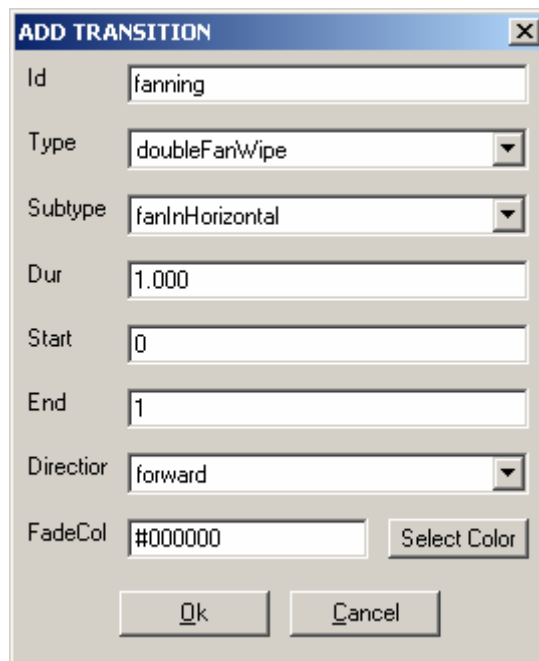 ADD TRANSITION
Id fanning
Type doubleFanWipe
Subtype fanInHorizontal
Dur 1.000
Start 0
End 1
Directior forward
FadeCol #000000 Select Color
Ok Cancel